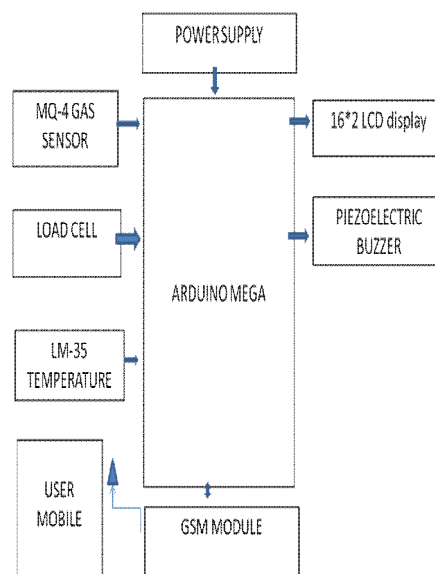 POWER SUPPLY
MQ-4 GAS
SENSOR
16*2 LCD display
LOAD CELL
PIEZOELECTRIC
BUZZER
ARDUINO MEGA
LM-35
TEMPERATURE
USER
MOBILE
GSM MODULE